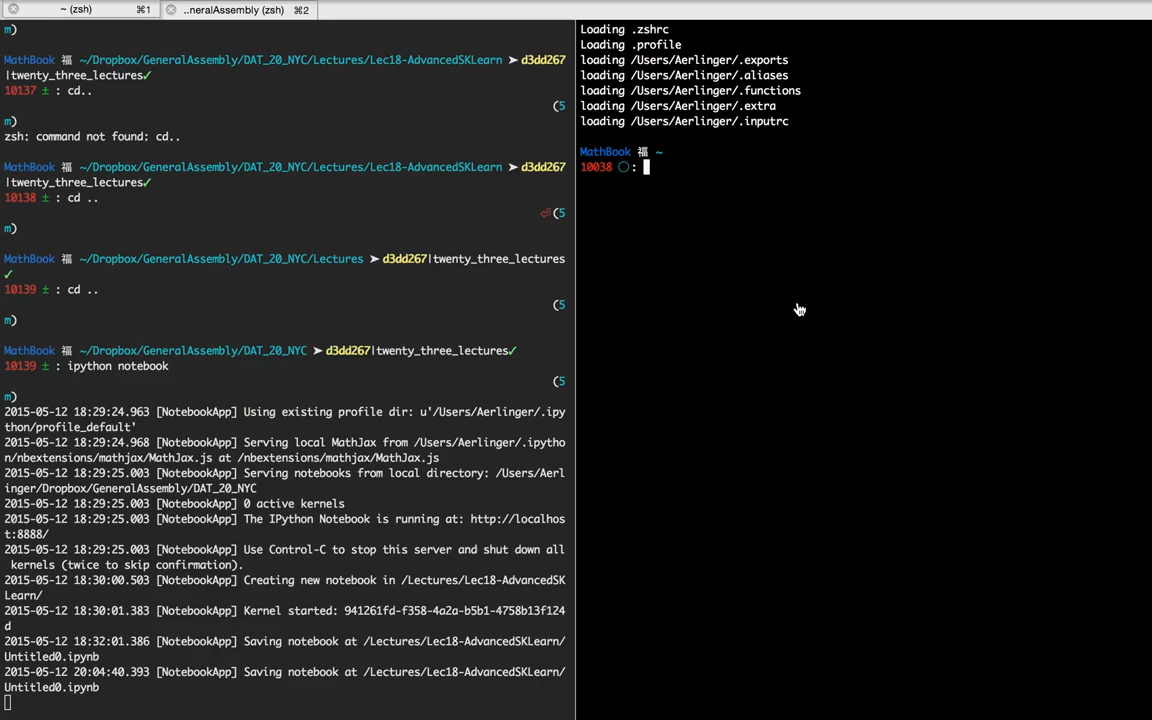 ~ (zsh) ⌘1
..neralAssembly (zsh) ⌘2
m)
MathBook 福 ~/Dropbox/GeneralAssembly/DAT_20_NYC/Lectures/Lec18-AdvancedSKLearn ➤ d3dd267
|twenty_three_lectures✓
10137 ± : cd..
(5
m)
zsh: command not found: cd..
MathBook 福 ~/Dropbox/GeneralAssembly/DAT_20_NYC/Lectures/Lec18-AdvancedSKLearn ➤ d3dd267
|twenty_three_lectures✓
10138 ± : cd ..
⏎ (5
m)
MathBook 福 ~/Dropbox/GeneralAssembly/DAT_20_NYC/Lectures ➤ d3dd267|twenty_three_lectures
✓
10139 ± : cd ..
(5
m)
MathBook 福 ~/Dropbox/GeneralAssembly/DAT_20_NYC ➤ d3dd267|twenty_three_lectures✓
10139 ± : ipython notebook
(5
m)
2015-05-12 18:29:24.963 [NotebookApp] Using existing profile dir: u'/Users/Aerlinger/.ipy
thon/profile_default'
2015-05-12 18:29:24.968 [NotebookApp] Serving local MathJax from /Users/Aerlinger/.ipytho
n/nbextensions/mathjax/MathJax.js at /nbextensions/mathjax/MathJax.js
2015-05-12 18:29:25.003 [NotebookApp] Serving notebooks from local directory: /Users/Aerl
inger/Dropbox/GeneralAssembly/DAT_20_NYC
2015-05-12 18:29:25.003 [NotebookApp] 0 active kernels
2015-05-12 18:29:25.003 [NotebookApp] The IPython Notebook is running at: http://localhos
t:8888/
2015-05-12 18:29:25.003 [NotebookApp] Use Control-C to stop this server and shut down all
kernels (twice to skip confirmation).
2015-05-12 18:30:00.503 [NotebookApp] Creating new notebook in /Lectures/Lec18-AdvancedSK
Learn/
2015-05-12 18:30:01.383 [NotebookApp] Kernel started: 941261fd-f358-4a2a-b5b1-4758b13f124
d
2015-05-12 18:32:01.386 [NotebookApp] Saving notebook at /Lectures/Lec18-AdvancedSKLearn/
Untitled0.ipynb
2015-05-12 20:04:40.393 [NotebookApp] Saving notebook at /Lectures/Lec18-AdvancedSKLearn/
Untitled0.ipynb
Loading .zshrc
Loading .profile
loading /Users/Aerlinger/.exports
loading /Users/Aerlinger/.aliases
loading /Users/Aerlinger/.functions
loading /Users/Aerlinger/.extra
loading /Users/Aerlinger/.inputrc
MathBook 福 ~
10038 ○ :